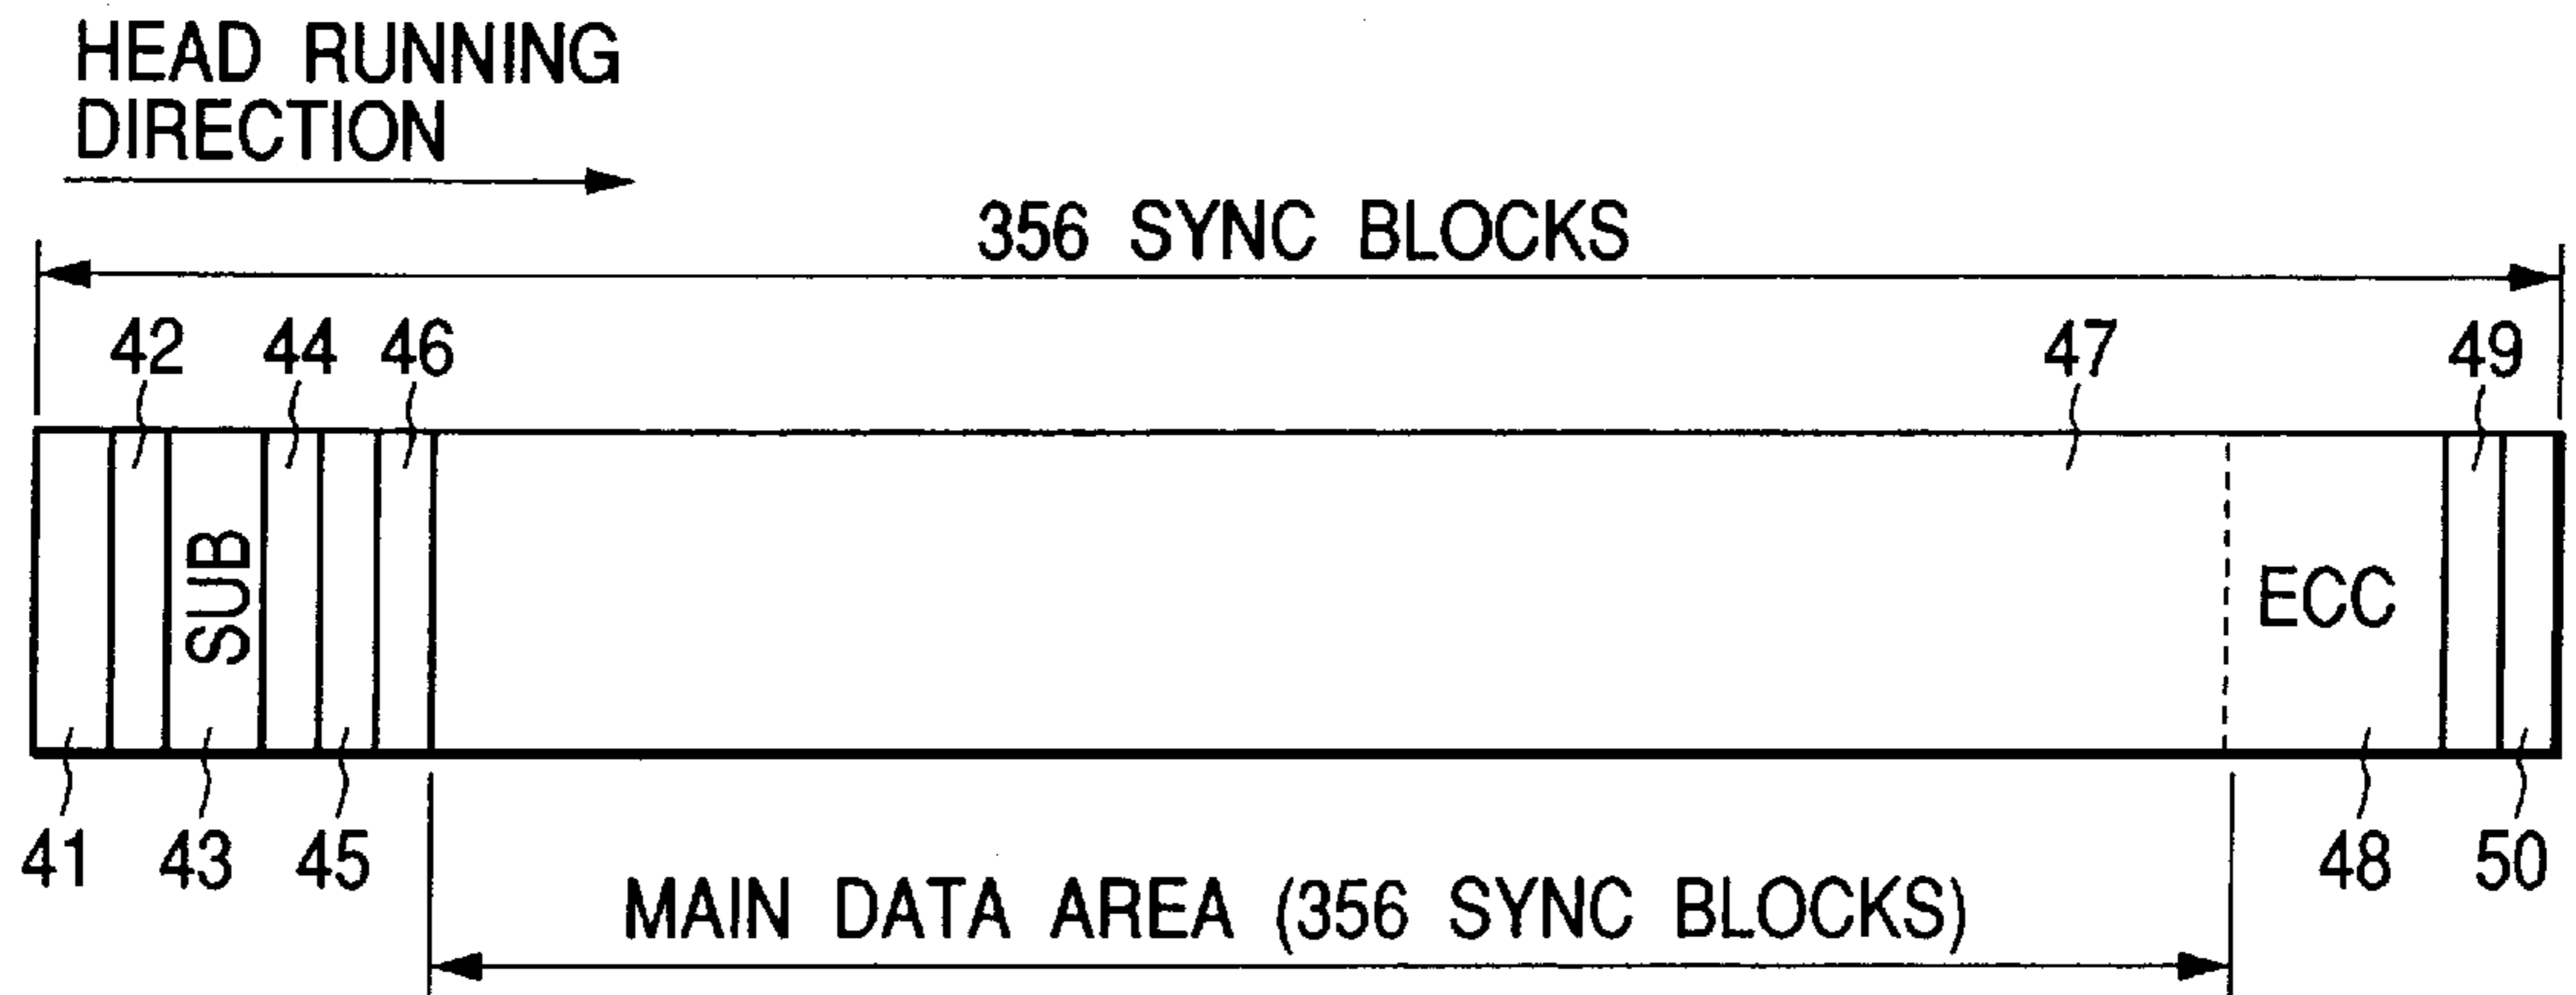 HEAD RUNNING
DIRECTION
356 SYNC BLOCKS
42 44 46 47 49
SUB
ECC
41 43 45 48 50
MAIN DATA AREA (356 SYNC BLOCKS)